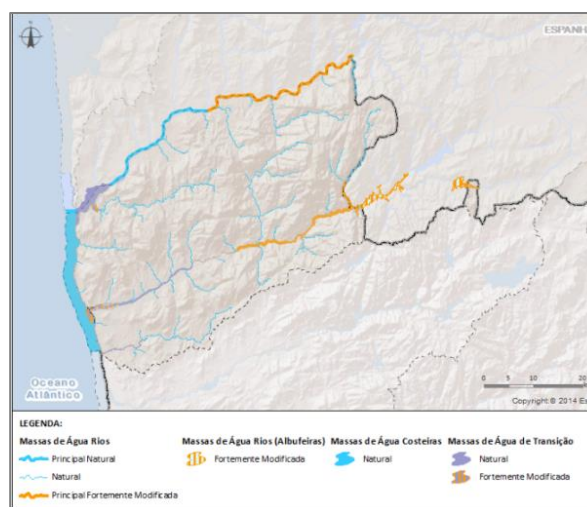 ESPANH
Oceano
Atlântico
0 5 10 20
Copyright: © 2014 Es
LEGENDA:
Massas de Água Rios
Principal Natural
Natural
Principal Fortemente Modificada
Massas de Água Rios (Albufeiras)
Fortemente Modificada
Massas de Água Costeiras
Natural
Massas de Água de Transição
Natural
Fortemente Modificada